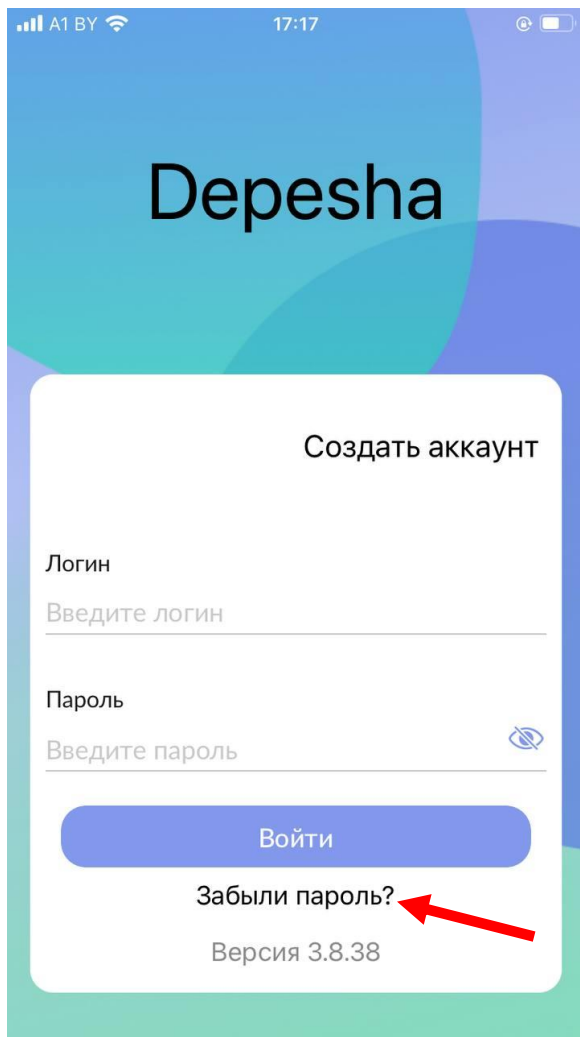 A1 BY 17:17
Depesha
Создать аккаунт
Логин
Введите логин
Пароль
Введите пароль
Войти
Забыли пароль?
Версия 3.8.38